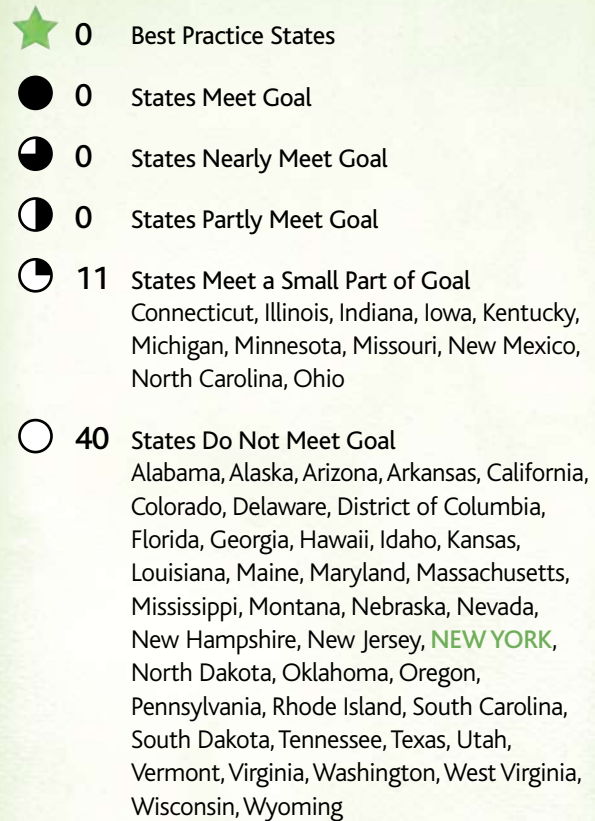 0 Best Practice States
0 States Meet Goal
0 States Nearly Meet Goal
0 States Partly Meet Goal
11 States Meet a Small Part of Goal
Connecticut, Illinois, Indiana, Iowa, Kentucky,
Michigan, Minnesota, Missouri, New Mexico,
North Carolina, Ohio
40 States Do Not Meet Goal
Alabama, Alaska, Arizona, Arkansas, California,
Colorado, Delaware, District of Columbia,
Florida, Georgia, Hawaii, Idaho, Kansas,
Louisiana, Maine, Maryland, Massachusetts,
Mississippi, Montana, Nebraska, Nevada,
New Hampshire, New Jersey, NEW YORK,
North Dakota, Oklahoma, Oregon,
Pennsylvania, Rhode Island, South Carolina,
South Dakota, Tennessee, Texas, Utah,
Vermont, Virginia, Washington, West Virginia,
Wisconsin, Wyoming